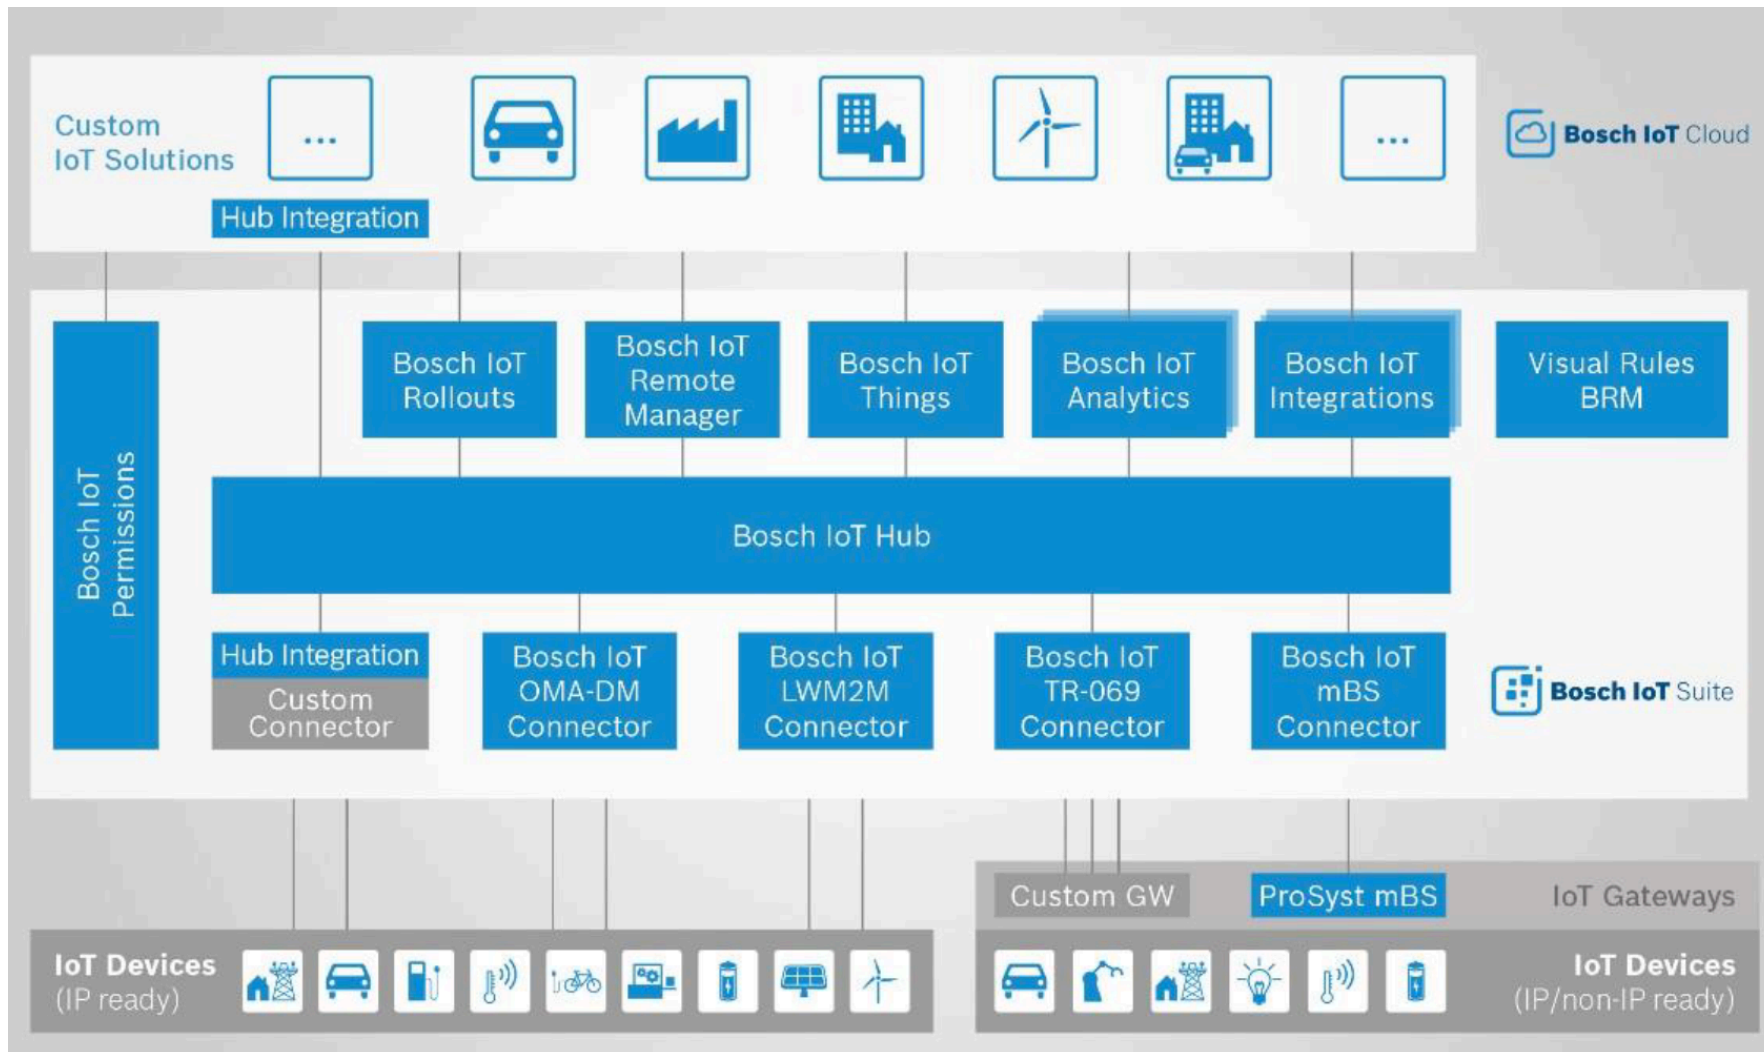 Custom
IoT Solutions
...
...
Bosch IoT Cloud
Hub Integration
Bosch IoT
Permissions
Bosch IoT
Rollouts
Bosch IoT
Remote
Manager
Bosch IoT
Things
Bosch IoT
Analytics
Bosch IoT
Integrations
Visual Rules
BRM
Bosch IoT Hub
Hub Integration
Custom
Connector
Bosch IoT
OMA-DM
Connector
Bosch IoT
LWM2M
Connector
Bosch IoT
TR-069
Connector
Bosch IoT
mBS
Connector
Bosch IoT Suite
Custom GW
ProSyst mBS
IoT Gateways
IoT Devices
(IP ready)
IoT Devices
(IP/non-IP ready)